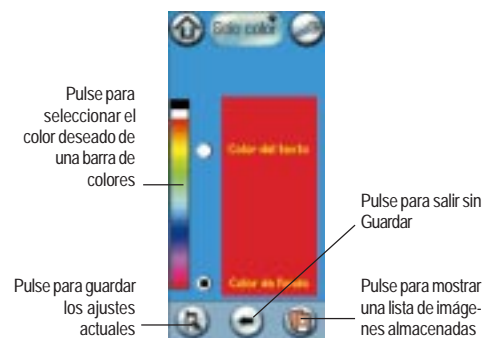 Sólo color
Pulse para
seleccionar el
color deseado de
una barra de
colores
Color del texto
Pulse para salir sin
Guardar
Color de fondo
Pulse para guardar
los ajustes
actuales
Pulse para mostrar
una lista de imáge-
nes almacenadas